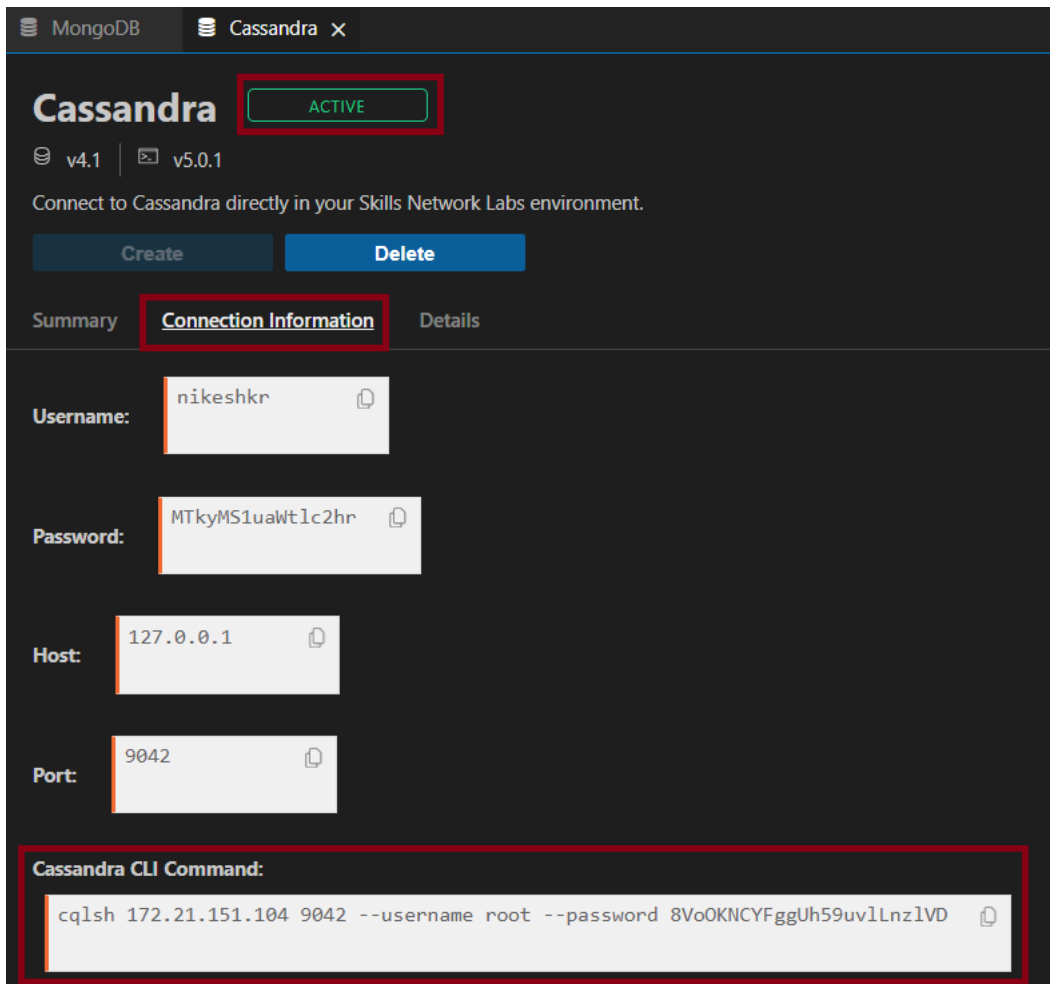 MongoDB Cassandra
Cassandra ACTIVE
v4.1 v5.0.1
Connect to Cassandra directly in your Skills Network Labs environment.
Create Delete
Summary Connection Information Details
Username: nikeshkr
Password: MTkyMS1uaWtlc2hr
Host: 127.0.0.1
Port: 9042
Cassandra CLI Command:
cqlsh 172.21.151.104 9042 --username root --password 8VoOKNCYFggUh59uvlLnzlVD